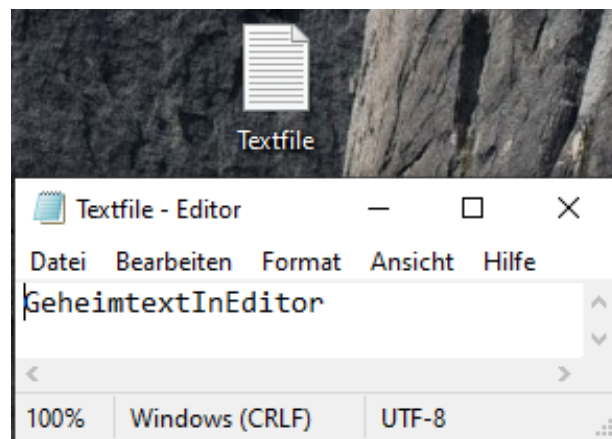 Textfile
Textfile - Editor
Datei Bearbeiten Format Ansicht Hilfe
GeheimtextInEditor
100% Windows (CRLF) UTF-8